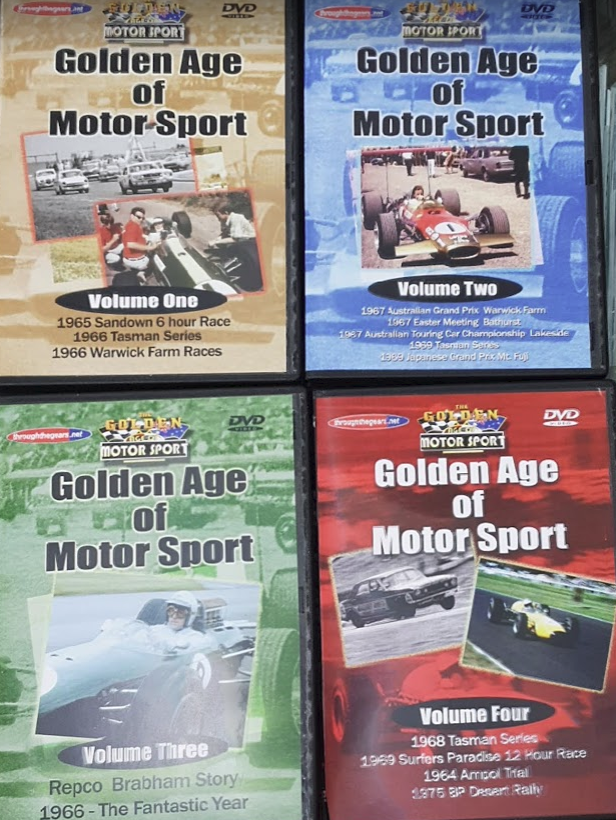 throughthegears.net
THE GOLDEN AGE OF MOTOR SPORT
DVD
VIDEO
Golden Age
of
Motor Sport
Volume One
1965 Sandown 6 hour Race
1966 Tasman Series
1966 Warwick Farm Races
throughthegears.net
GOLDEN AGE OF MOTOR SPORT
DVD
VIDEO
Golden Age
of
Motor Sport
1
Volume Two
1967 Australian Grand Prix Warwick Farm
1967 Easter Meeting Bathurst
1967 Australian Touring Car Championship Lakeside
1969 Tasman Series
1969 Japanese Grand Prix Mt. Fuji
throughthegears.net
THE GOLDEN AGE OF MOTOR SPORT
DVD
VIDEO
Golden Age
of
Motor Sport
Volume Three
Repco Brabham Story
1966 - The Fantastic Year
throughthegears.net
THE GOLDEN AGE OF MOTOR SPORT
DVD
VIDEO
Golden Age
of
Motor Sport
Volume Four
1968 Tasman Series
1969 Surfers Paradise 12 Hour Race
1964 Ampol Trial
1975 BP Desert Rally